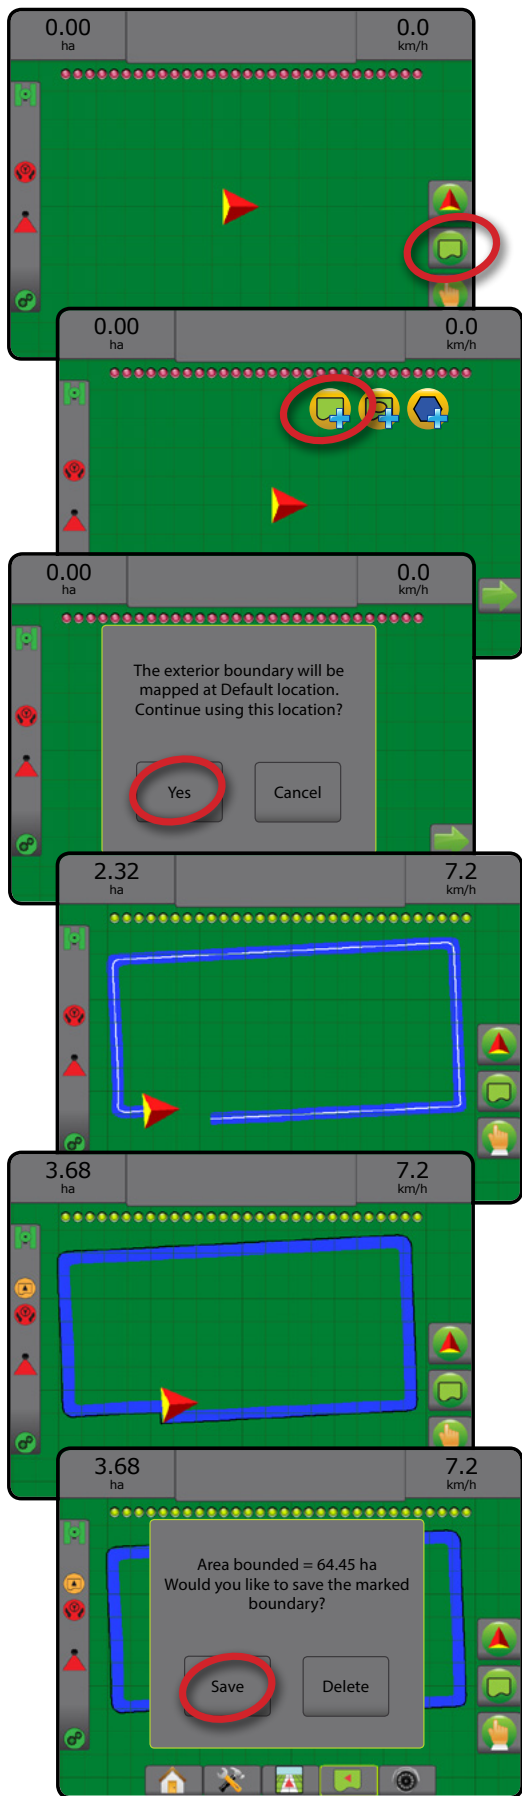 0.00
ha
0.0
km/h
0.00
ha
0.0
km/h
0.00
ha
0.0
km/h
The exterior boundary will be
mapped at Default location.
Continue using this location?
Yes
Cancel
2.32
ha
7.2
km/h
3.68
ha
7.2
km/h
3.68
ha
7.2
km/h
Area bounded = 64.45 ha
Would you like to save the marked
boundary?
Save
Delete